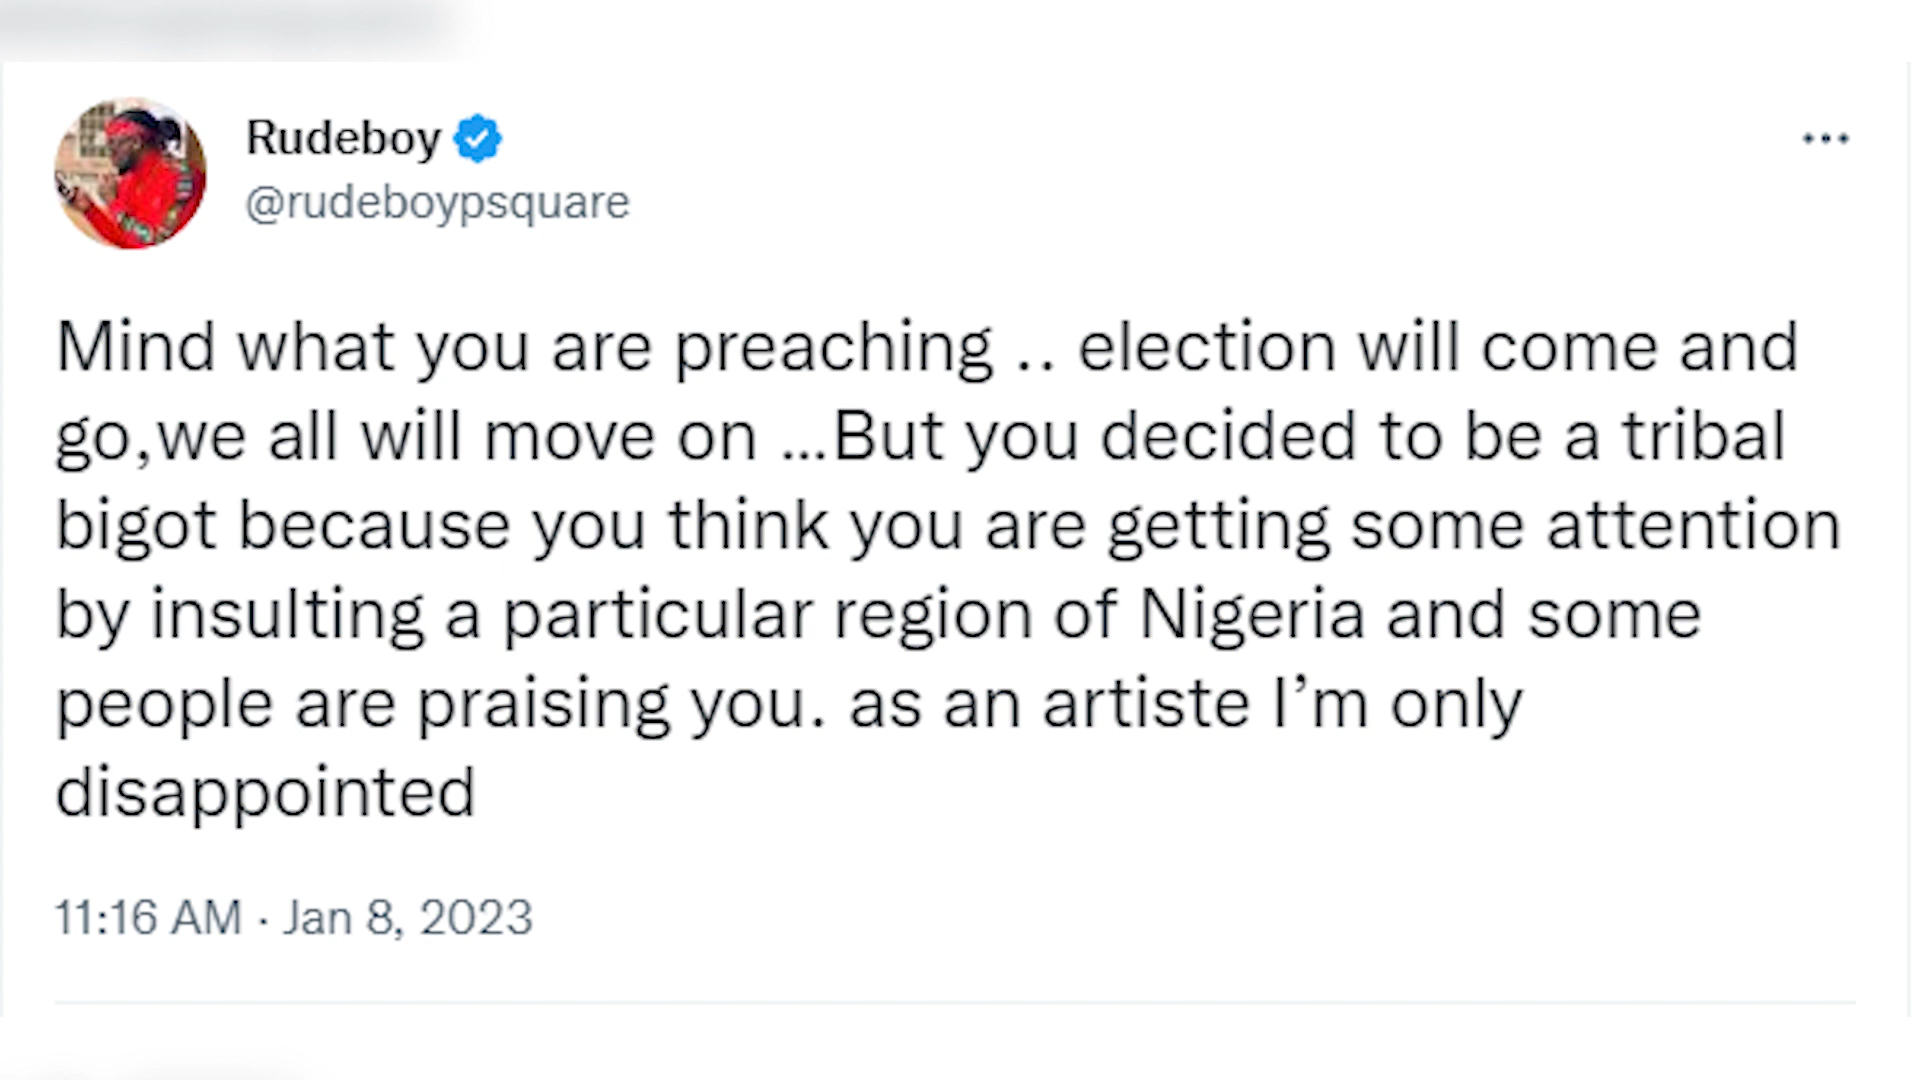 Rudeboy
@rudeboypsquare
Mind what you are preaching .. election will come and
go,we all will move on ...But you decided to be a tribal
bigot because you think you are getting some attention
by insulting a particular region of Nigeria and some
people are praising you. as an artiste I’m only
disappointed
11:16 AM · Jan 8, 2023